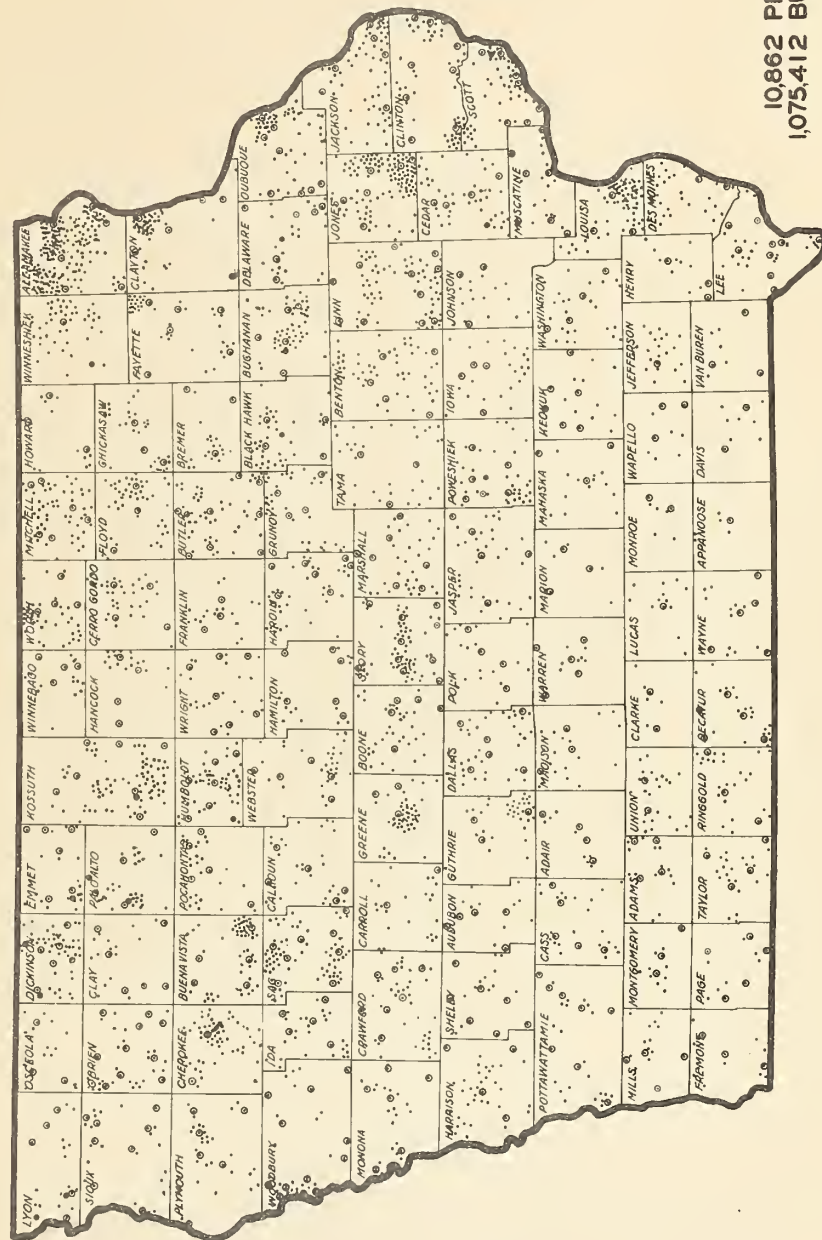 LYON
OSCEOLA
DICKINSON
EMMET
KOSSUTH
WINNEBAGO
WORTH
MITCHELL
HOWARD
WINNESHIEK
ALLAMAKEE
SIOUX
OBRIEN
CLAY
PALO ALTO
HANCOCK
CERRO GORDO
FLOYD
CHICKASAW
FAYETTE
CLAYTON
PLYMOUTH
CHEROKEE
BUENA VISTA
POCAHONTAS
HUMBOLDT
WRIGHT
FRANKLIN
BUTLER
BREMER
WOODBURY
IDA
SAC
CALHOUN
WEBSTER
HAMILTON
HARDIN
GRUNDY
BLACK HAWK
BUCHANAN
DELAWARE
DUBUQUE
MONONA
CRAWFORD
CARROLL
GREENE
BOONE
STORY
MARSHALL
TAMA
BENTON
LINN
JONES
JACKSON
CLINTON
HARRISON
SHELBY
AUDUBON
GUTHRIE
DALLAS
POLK
JASPER
POWESHIEK
IOWA
JOHNSON
CEDAR
SCOTT
POTTAWATTAMIE
CASS
ADAIR
MADISON
WARREN
MARION
MAHASKA
KEOKUK
WASHINGTON
MUSCATINE
LOUISA
MILLS
MONTGOMERY
ADAMS
UNION
CLARKE
LUCAS
MONROE
WAPELLO
JEFFERSON
HENRY
DES MOINES
FREMONT
PAGE
TAYLOR
RINGGOLD
DECATUR
WAYNE
APPANOOSE
DAVIS
VAN BUREN
LEE
10,862
1,075,412